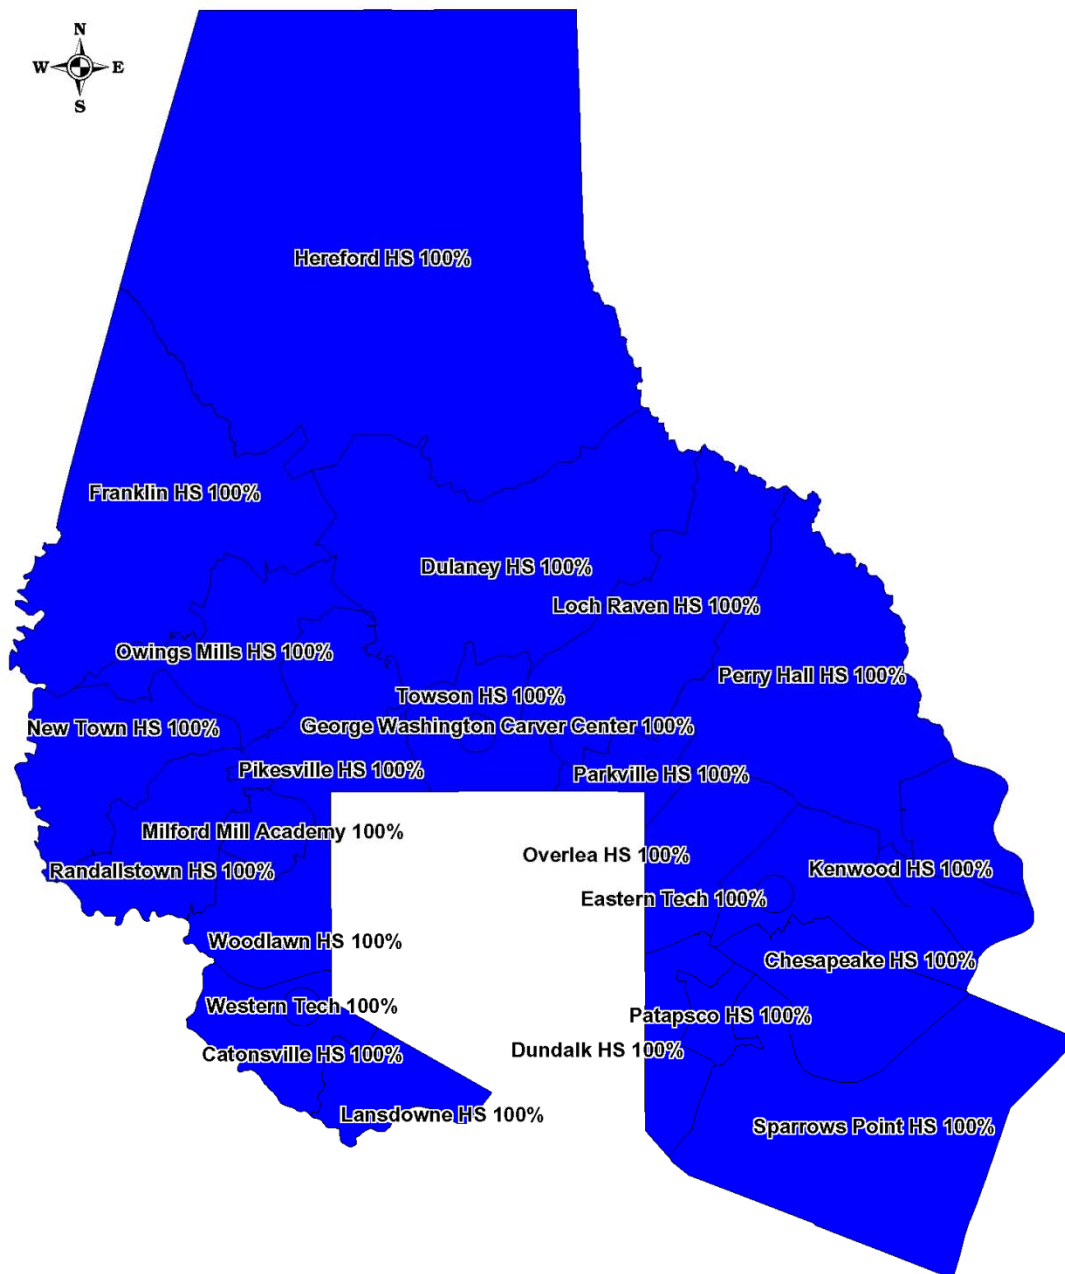 N
W E
S
Hereford HS 100%
Franklin HS 100%
Dulaney HS 100%
Loch Raven HS 100%
Owings Mills HS 100%
Perry Hall HS 100%
Towson HS 100%
New Town HS 100%
George Washington Carver Center 100%
Pikesville HS 100%
Parkville HS 100%
Milford Mill Academy 100%
Overlea HS 100%
Randallstown HS 100%
Kenwood HS 100%
Eastern Tech 100%
Woodlawn HS 100%
Chesapeake HS 100%
Western Tech 100%
Patapsco HS 100%
Dundalk HS 100%
Catonsville HS 100%
Lansdowne HS 100%
Sparrows Point HS 100%